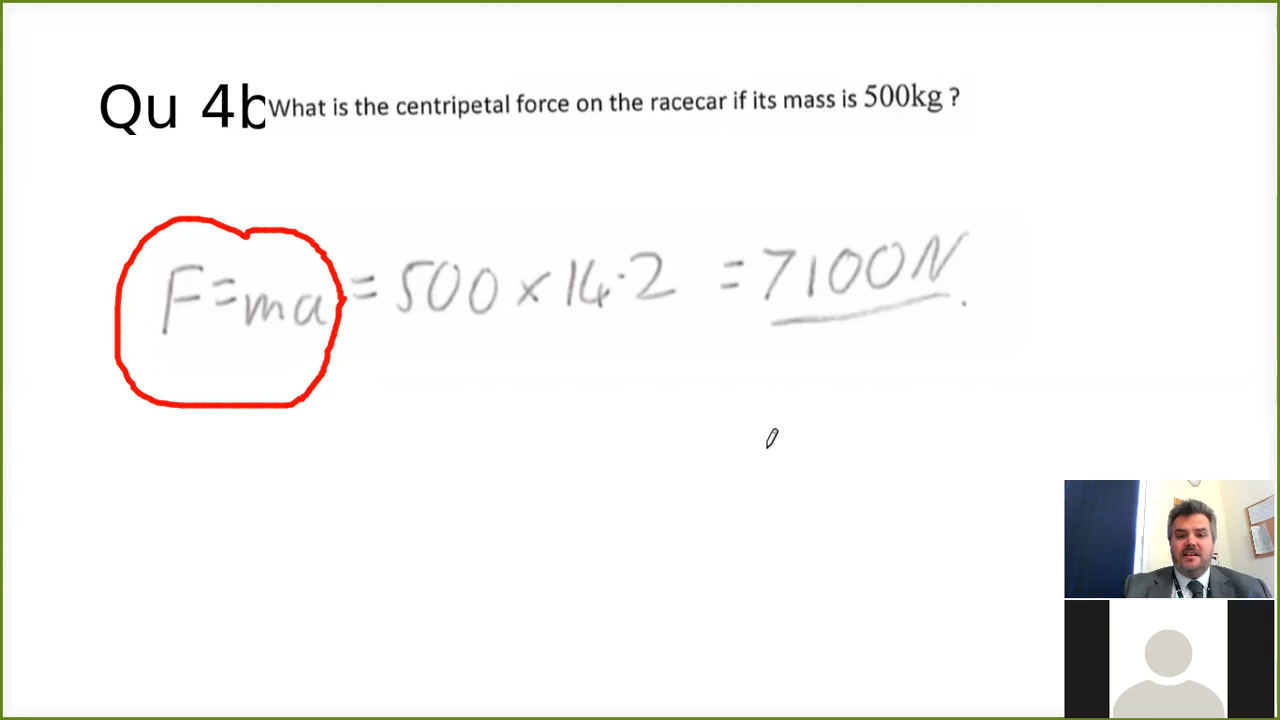 Qu 4b What is the centripetal force on the racecar if its mass is 500kg ?
F=ma = 500 × 14·2 = 7100N.